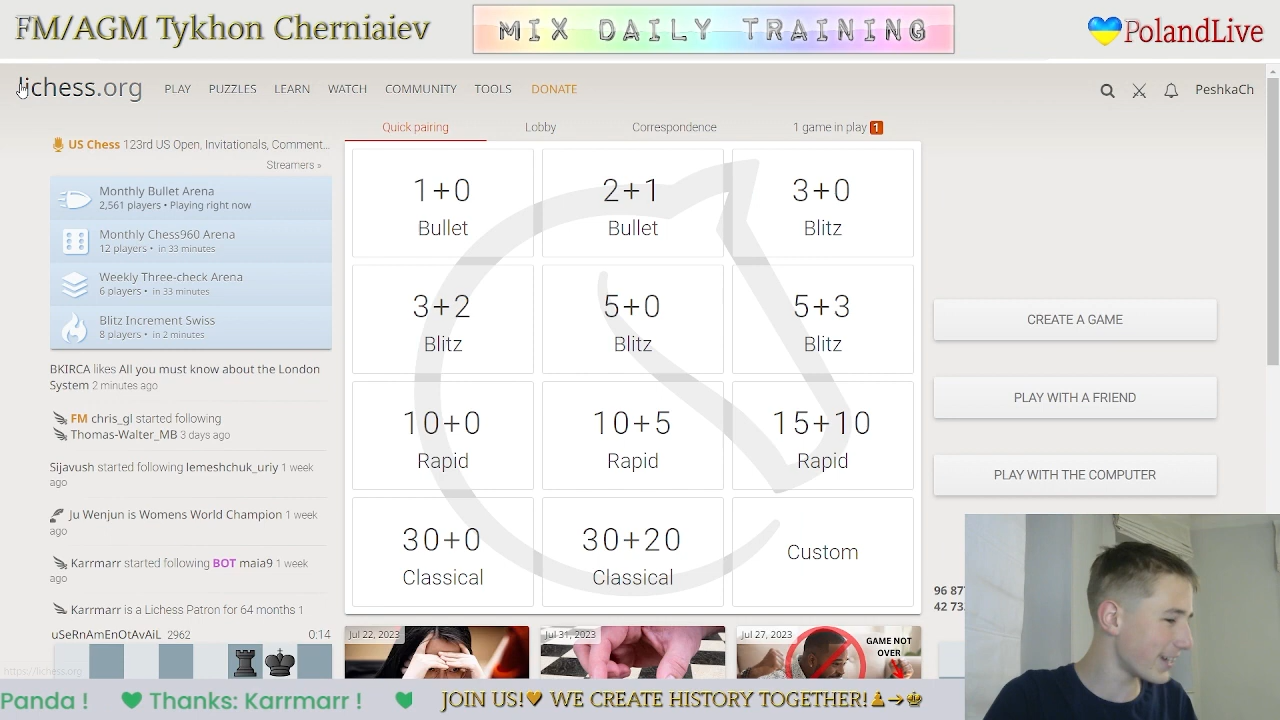 FM/AGM Tykhon Cherniaiev
MIX DAILY TRAINING
PolandLive
lichess.org
PLAY
PUZZLES
LEARN
WATCH
COMMUNITY
TOOLS
DONATE
PeshkaCh
Quick pairing
Lobby
Correspondence
1 game in play 1
US Chess 123rd US Open, Invitationals, Comment...
Streamers »
Monthly Bullet Arena
2,561 players • Playing right now
Monthly Chess960 Arena
12 players • in 33 minutes
Weekly Three-check Arena
6 players • in 33 minutes
Blitz Increment Swiss
8 players • in 2 minutes
BKIRCA likes All you must know about the London
System 2 minutes ago
FM chris_gl started following
Thomas-Walter_MB 3 days ago
Sijavush started following lemeshchuk_uriy 1 week
ago
Ju Wenjun is Womens World Champion 1 week
ago
Karrmarr started following BOT maia9 1 week
ago
Karrmarr is a Lichess Patron for 64 months 1
uSeRnAmEnOtAvAiL 2962
0:14
1+0
Bullet
2+1
Bullet
3+0
Blitz
3+2
Blitz
5+0
Blitz
5+3
Blitz
10+0
Rapid
10+5
Rapid
15+10
Rapid
30+0
Classical
30+20
Classical
Custom
CREATE A GAME
PLAY WITH A FRIEND
PLAY WITH THE COMPUTER
96 87
42 73
Jul 22, 2023
Jul 31, 2023
Jul 27, 2023
GAME NOT
OVER
https://lichess.org
Panda !
Thanks: Karrmarr !
JOIN US!🧡 WE CREATE HISTORY TOGETHER!♟➔♚